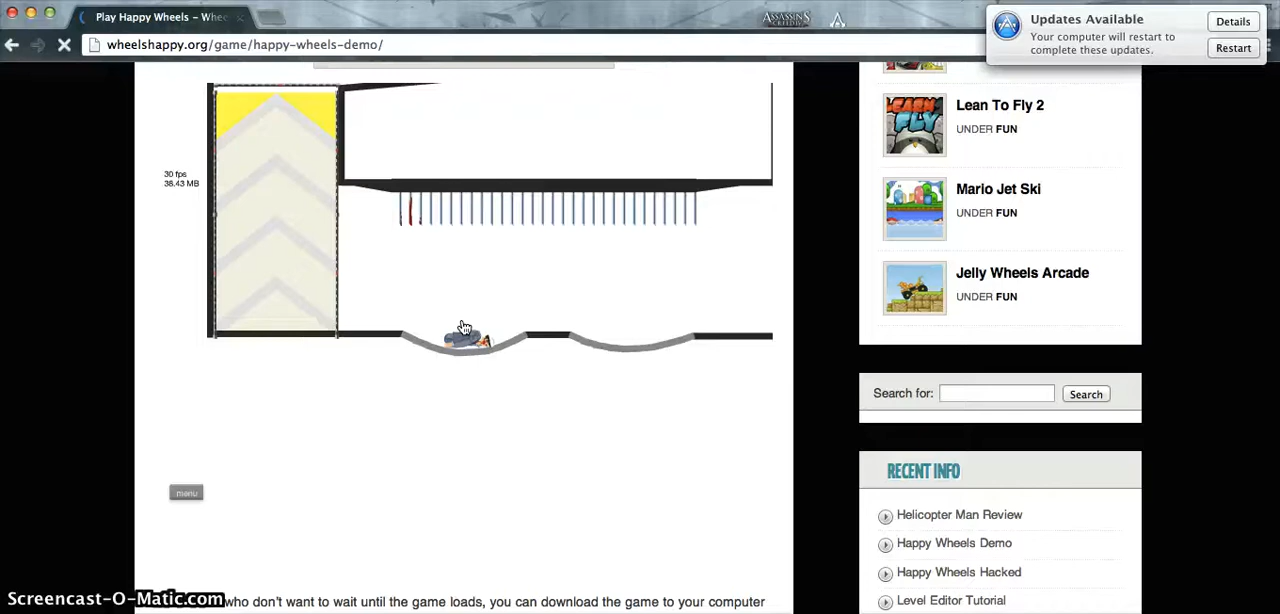 Play Happy Wheels - Whee
ASSASSINS
Updates Available
Your computer will restart to
complete these updates.
Details
Restart
wheelshappy.org/game/happy-wheels-demo/
30 fps
38.43 MB
LEARN
FLY
Lean To Fly 2
UNDER FUN
Mario Jet Ski
UNDER FUN
Jelly Wheels Arcade
UNDER FUN
Search for:
Search
RECENT INFO
Helicopter Man Review
Happy Wheels Demo
Happy Wheels Hacked
Level Editor Tutorial
menu
Screencast-O-Matic.com
who don't want to wait until the game loads, you can download the game to your computer